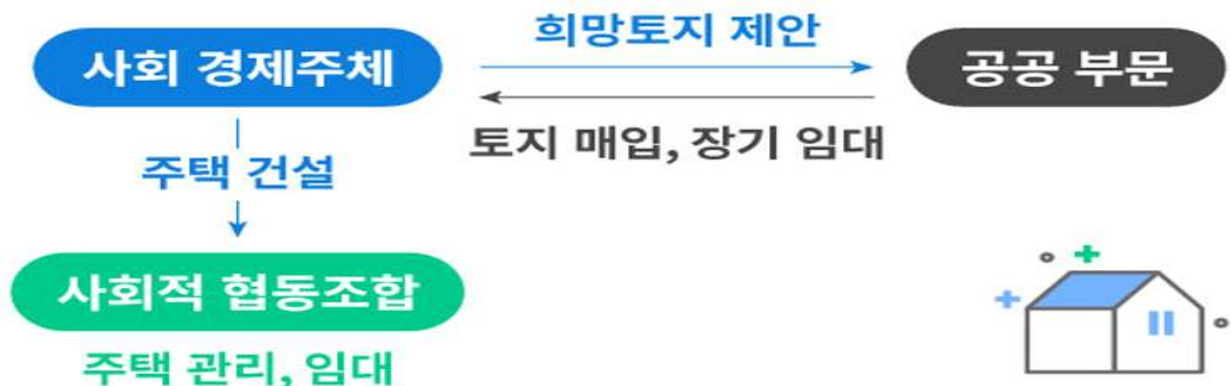 희망토지 제안
사회 경제주체
공공 부문
토지 매입, 장기 임대
주택 건설
사회적 협동조합
주택 관리, 임대